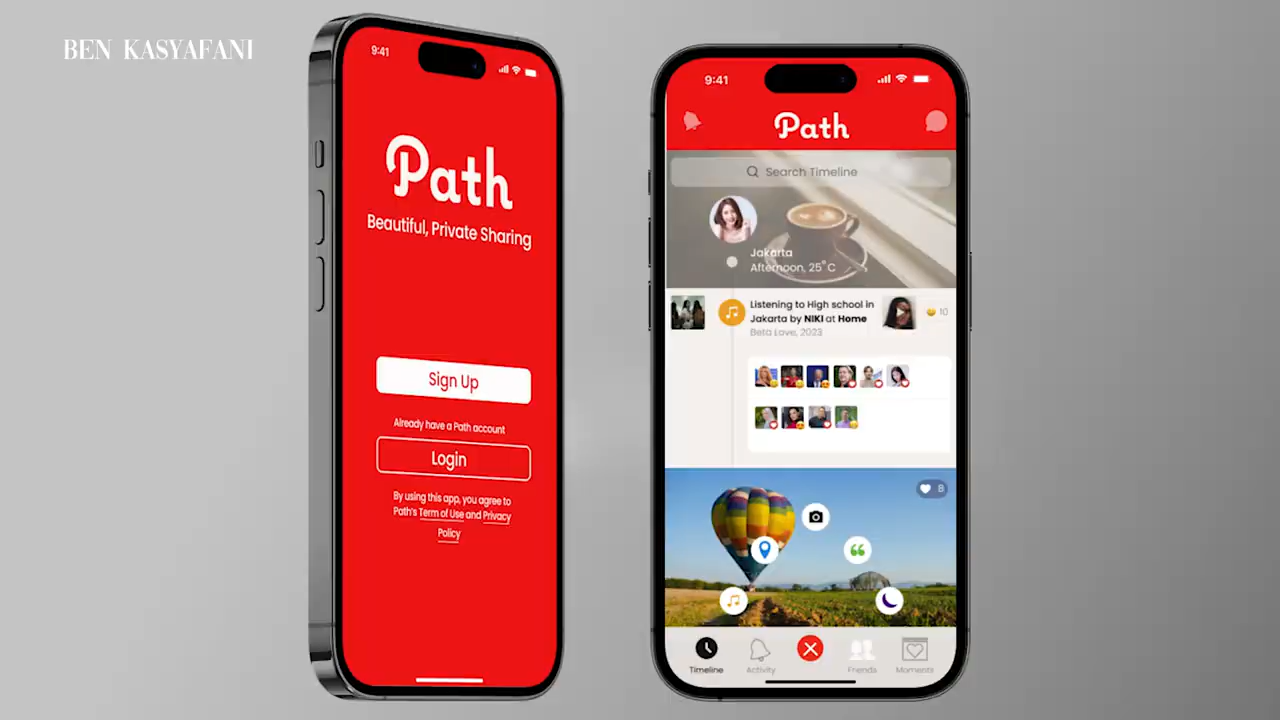 BEN KASYAFANI
9:41
Path
Beautiful, Private Sharing
Sign Up
Already have a Path account
Login
By using this app, you agree to
Path's Term of Use and Privacy
Policy
9:41
Path
Search Timeline
Jakarta
Afternoon, 25°C
Listening to High school in
Jakarta by NIKI at Home
Beta Love, 2023
10
8
Timeline
Activity
Friends
Moments